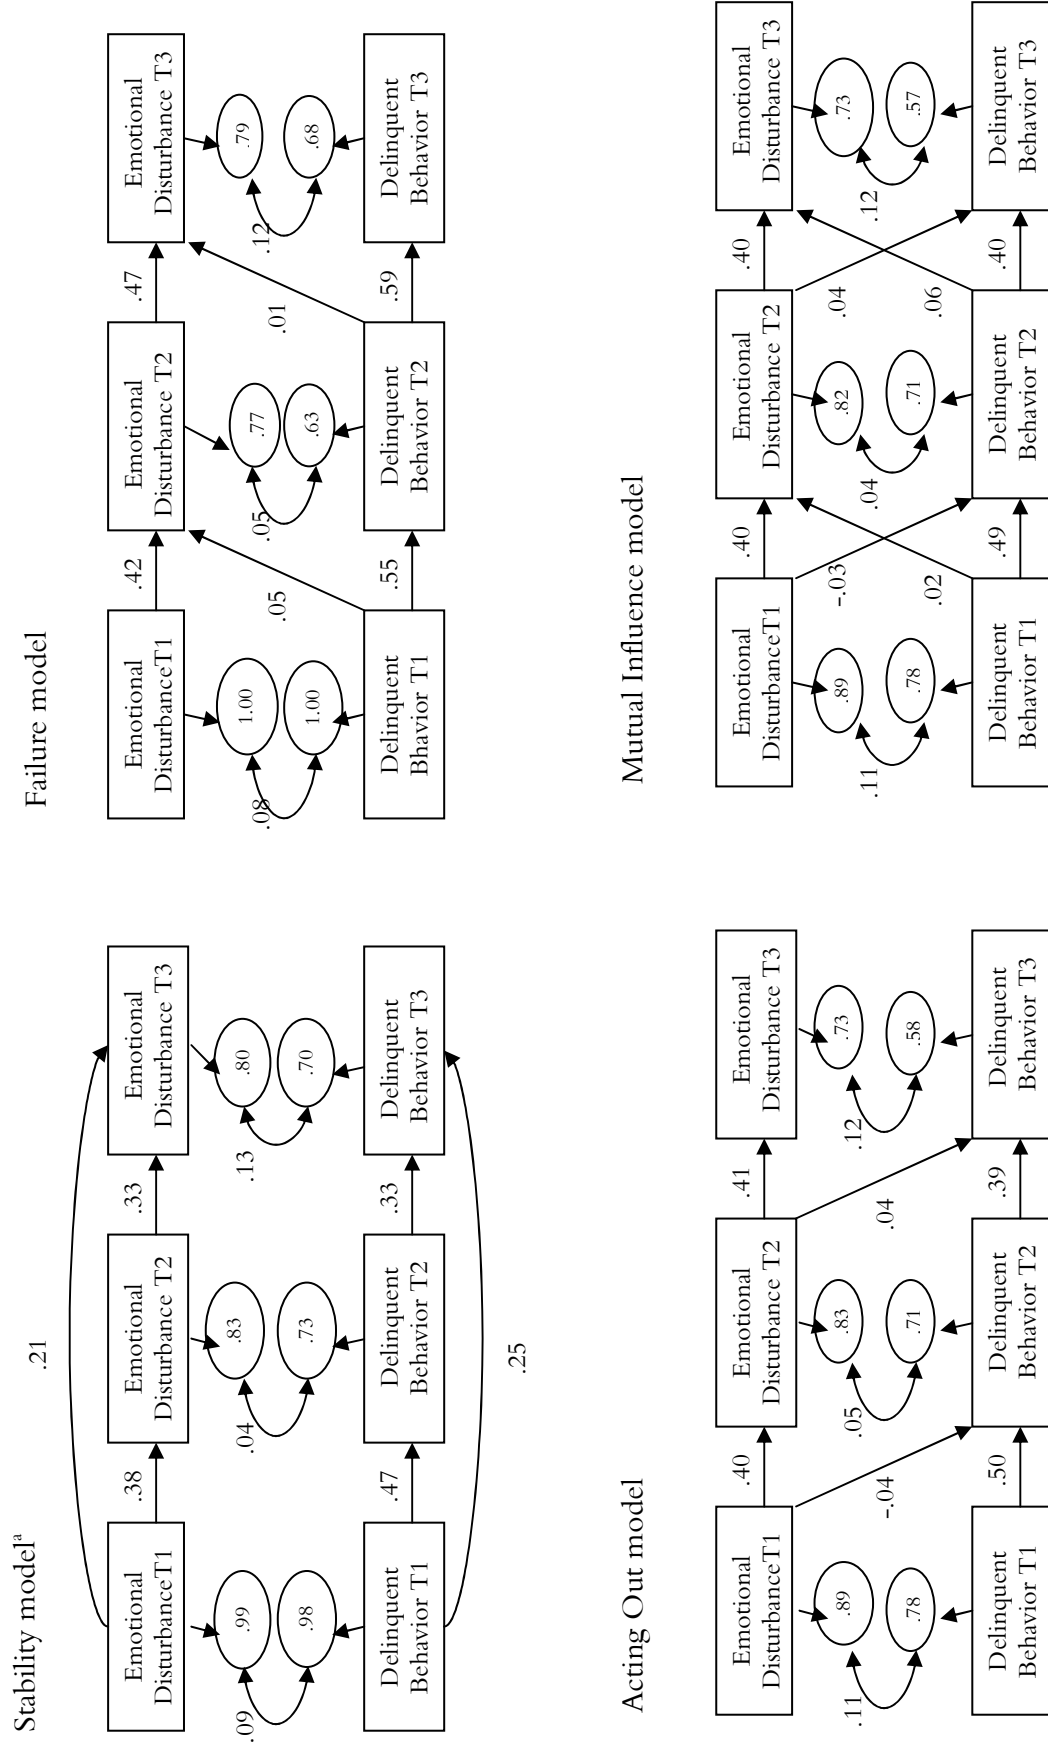 Stability modelᵃ
.21
Emotional
DisturbanceT1
.38
Emotional
Disturbance T2
.33
Emotional
Disturbance T3
.99
.98
.09
.83
.73
.04
.80
.70
.13
Delinquent
Behavior T1
.47
Delinquent
Behavior T2
.33
Delinquent
Behavior T3
.25
Failure model
Emotional
DisturbanceT1
.42
Emotional
Disturbance T2
.47
Emotional
Disturbance T3
1.00
1.00
.08
.05
.77
.63
.05
.01
.79
.68
.12
Delinquent
Bhavior T1
.55
Delinquent
Behavior T2
.59
Delinquent
Behavior T3
Acting Out model
Emotional
DisturbanceT1
.40
Emotional
Disturbance T2
.41
Emotional
Disturbance T3
.89
.78
.11
-.04
.83
.71
.05
.04
.73
.58
.12
Delinquent
Behavior T1
.50
Delinquent
Behavior T2
.39
Delinquent
Behavior T3
Mutual Influence model
Emotional
DisturbanceT1
.40
Emotional
Disturbance T2
.40
Emotional
Disturbance T3
.89
.78
.11
-.03
.02
.82
.71
.04
.04
.06
.73
.57
.12
Delinquent
Behavior T1
.49
Delinquent
Behavior T2
.40
Delinquent
Behavior T3